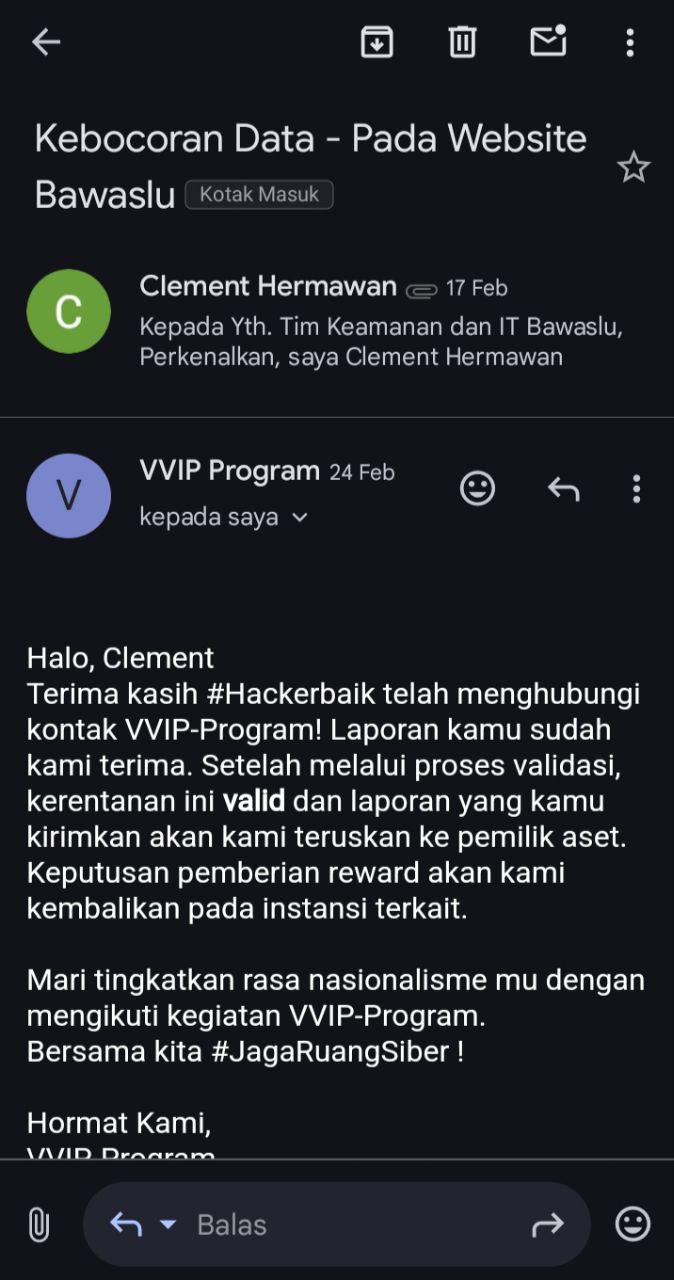 Kebocoran Data - Pada Website
Bawaslu Kotak Masuk
C
Clement Hermawan 17 Feb
Kepada Yth. Tim Keamanan dan IT Bawaslu,
Perkenalkan, saya Clement Hermawan
V
VVIP Program 24 Feb
kepada saya
Halo, Clement
Terima kasih #Hackerbaik telah menghubungi
kontak VVIP-Program! Laporan kamu sudah
kami terima. Setelah melalui proses validasi,
kerentanan ini valid dan laporan yang kamu
kirimkan akan kami teruskan ke pemilik aset.
Keputusan pemberian reward akan kami
kembalikan pada instansi terkait.
Mari tingkatkan rasa nasionalisme mu dengan
mengikuti kegiatan VVIP-Program.
Bersama kita #JagaRuangSiber !
Hormat Kami,
VVIP Program
Balas